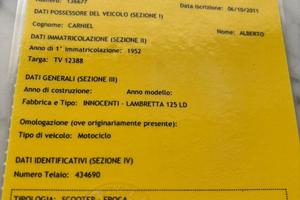 Numero: 136677
Data Iscrizione: 06/10/2011
DATI POSSESSORE DEL VEICOLO (SEZIONE I)
Cognome: CARNIEL
Nome: ALBERTO
DATI IMMATRICOLAZIONE (SEZIONE II)
Anno di 1° Immatricolazione: 1952
Targa: TV 12388
DATI GENERALI (SEZIONE III)
Anno di costruzione:
Anno modello:
Fabbrica e Tipo: INNOCENTI - LAMBRETTA 125 LD
Omologazione (ove originariamente presente):
Tipo di veicolo: Motociclo
DATI IDENTIFICATIVI (SEZIONE IV)
Numero Telaio: 434690
TIPOLOGIA: SCOOTER - EPOCA